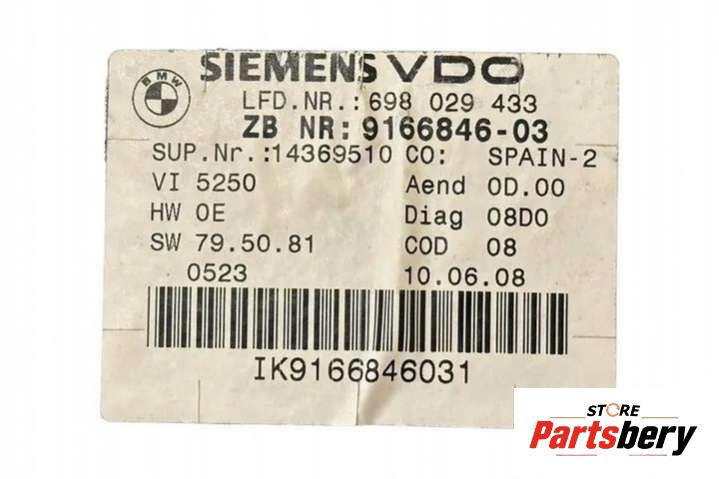 SIEMENS VDO
BMW
LFD.NR.:698 029 433
ZB NR:9166846-03
SUP.Nr.:14369510 CO: SPAIN-2
VI 5250 Aend 0D.00
HW 0E Diag 08D0
SW 79.50.81 COD 08
0523 10.06.08
IK9166846031
STORE
Partsbery